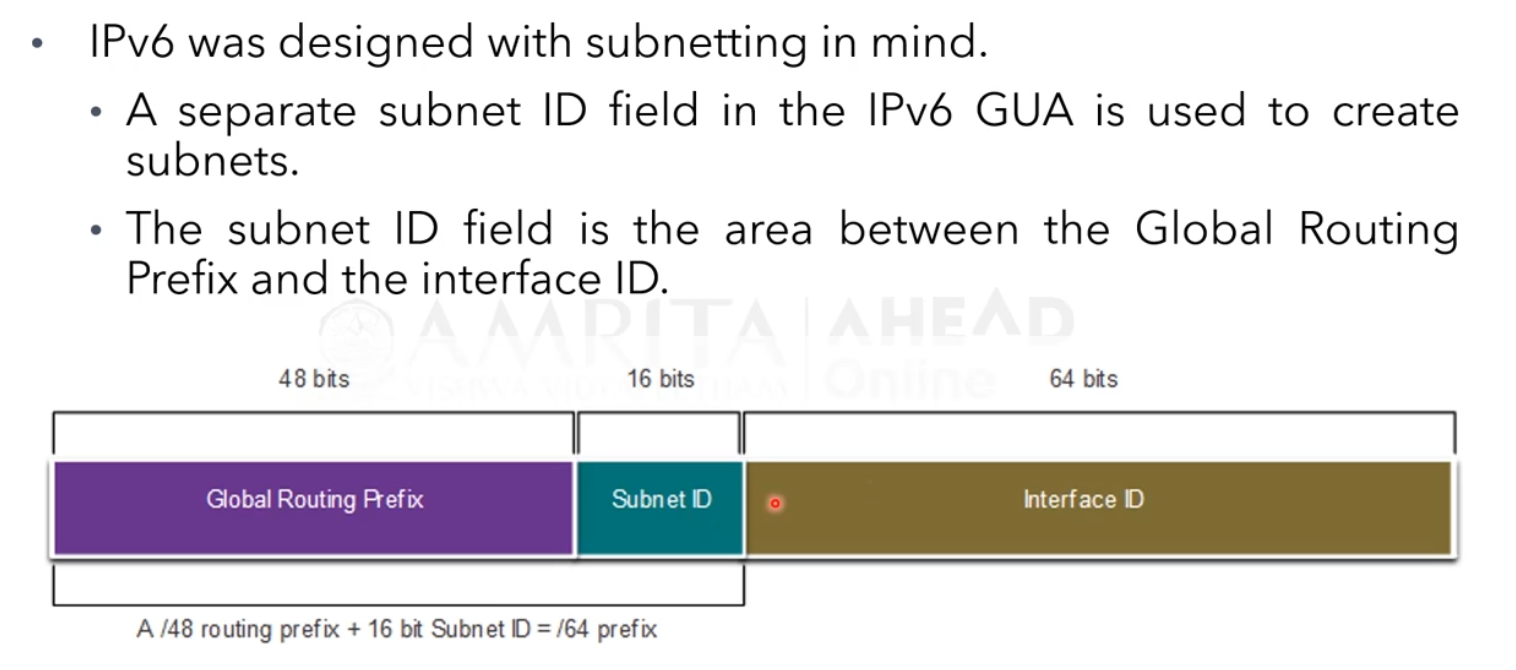 • IPv6 was designed with subnetting in mind.
• A separate subnet ID field in the IPv6 GUA is used to create
subnets.
• The subnet ID field is the area between the Global Routing
Prefix and the interface ID.
AMRITA AHEAD
VISHWA VIDYAPEETHAM Online
48 bits 16 bits 64 bits
Global Routing Prefix Subnet ID Interface ID
A /48 routing prefix + 16 bit Subnet ID = /64 prefix